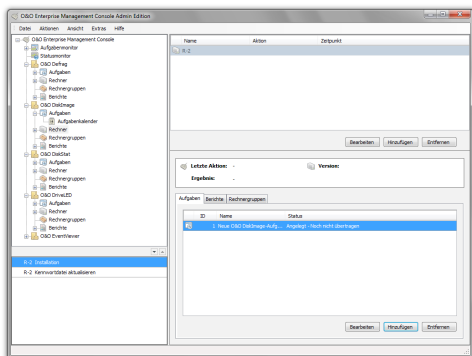 O&O Enterprise Management Console Admin Edition
Datei Aktionen Ansicht Extras Hilfe
O&O Enterprise Management Console
Aufgabenmonitor
Statusmonitor
O&O Defrag
Aufgaben
Rechner
Rechnergruppen
Berichte
O&O DiskImage
Aufgaben
Aufgabenkalender
Rechner
Rechnergruppen
Berichte
O&O DiskStat
Aufgaben
Rechner
Rechnergruppen
Berichte
O&O DriveLED
Aufgaben
Rechner
Rechnergruppen
Berichte
O&O EventViewer
R-2 Installation
R-2 Kennwortdatei aktualisieren
Name Aktion Zeitpunkt
R-2
Bearbeiten Hinzufügen Entfernen
Letzte Aktion: - Version:
Ergebnis: -
Aufgaben Berichte Rechnergruppen
ID Name Status
1 Neue O&O DiskImage-Aufg... Angelegt - Noch nicht übertragen
Bearbeiten Hinzufügen Entfernen